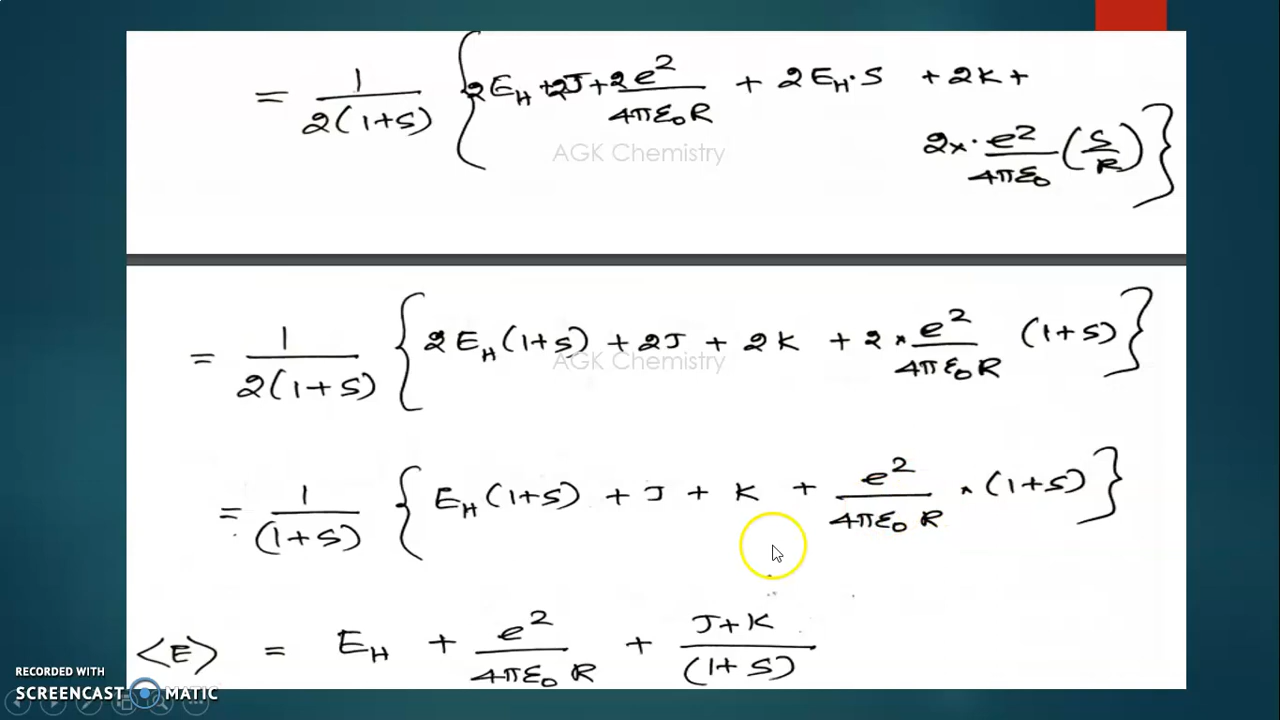 = 1/2(1+S) { 2E_H + 2J + 2e²/4πε₀R + 2E_H·S + 2K +
2×·e²/4πε₀ (S/R) }
AGK Chemistry
= 1/2(1+S) { 2E_H(1+S) + 2J + 2K + 2×e²/4πε₀R (1+S) }
AGK Chemistry
= 1/(1+S) { E_H(1+S) + J + K + e²/4πε₀R × (1+S) }
<E> = E_H + e²/4πε₀R + J+K/(1+S)
RECORDED WITH
SCREENCAST MATIC